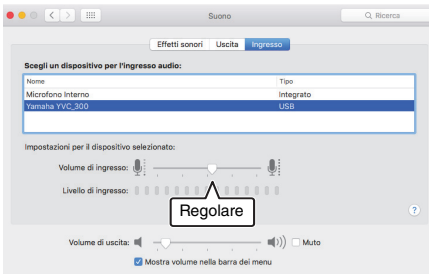 Suono
Ricerca
Effetti sonori Uscita Ingresso
Scegli un dispositivo per l'ingresso audio:
Nome Tipo
Microfono Interno Integrato
Yamaha YVC_300 USB
Impostazioni per il dispositivo selezionato:
Volume di ingresso:
Livello di ingresso:
Regolare
?
Volume di uscita: Muto
Mostra volume nella barra dei menu